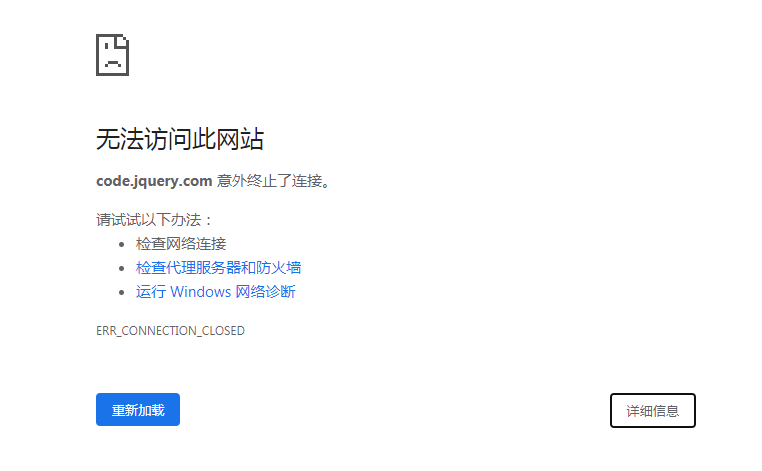 无法访问此网站
code.jquery.com 意外终止了连接。
请试试以下办法：
检查网络连接
检查代理服务器和防火墙
运行 Windows 网络诊断
ERR_CONNECTION_CLOSED
重新加载
详细信息